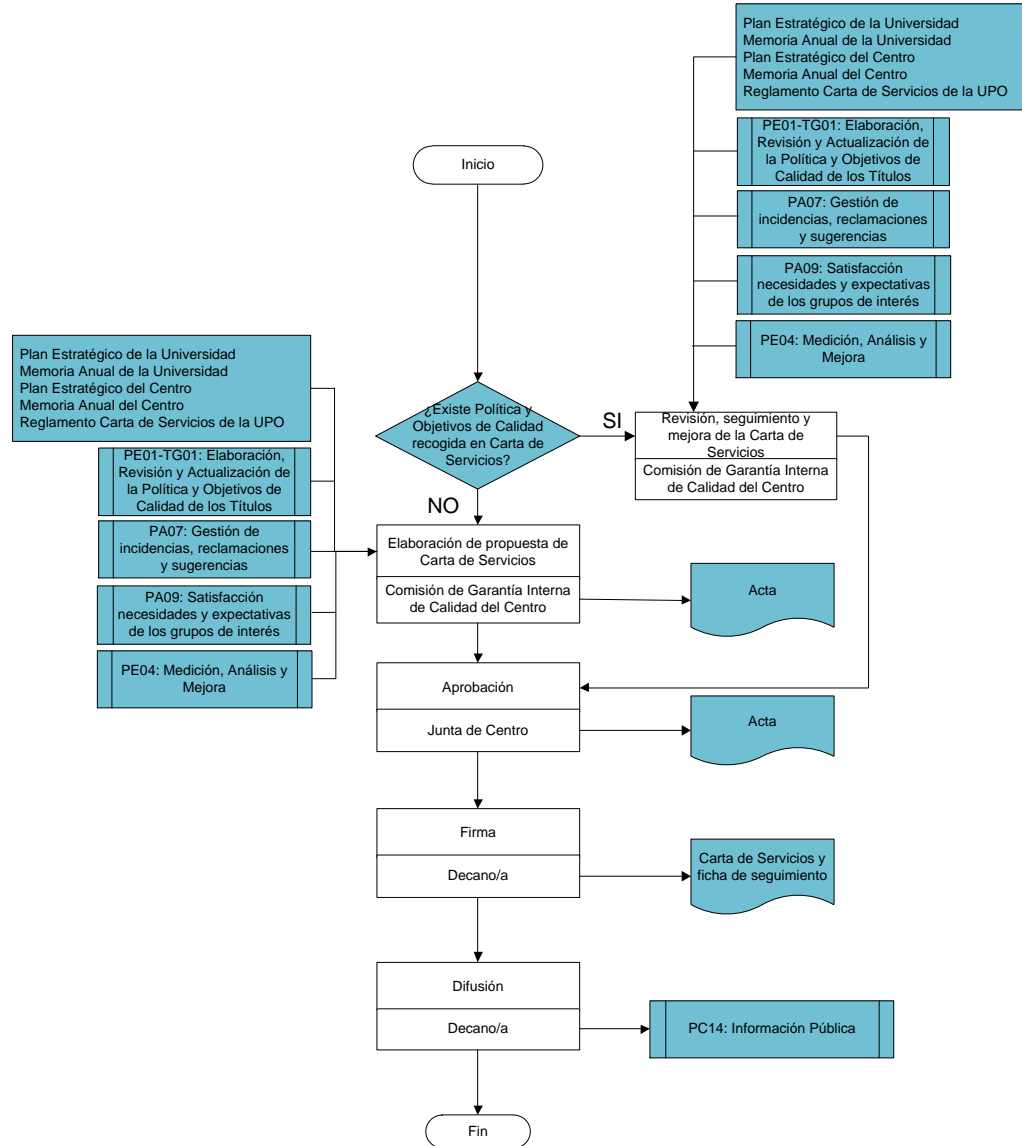 Plan Estratégico de la Universidad
Memoria Anual de la Universidad
Plan Estratégico del Centro
Memoria Anual del Centro
Reglamento Carta de Servicios de la UPO
PE01-TG01: Elaboración,
Revisión y Actualización de
la Política y Objetivos de
Calidad de los Títulos
PA07: Gestión de
incidencias, reclamaciones
y sugerencias
PA09: Satisfacción
necesidades y expectativas
de los grupos de interés
PE04: Medición, Análisis y
Mejora
Inicio
¿Existe Política y
Objetivos de Calidad
recogida en Carta de
Servicios?
SI
Revisión, seguimiento y
mejora de la Carta de
Servicios
Comisión de Garantía Interna
de Calidad del Centro
NO
Plan Estratégico de la Universidad
Memoria Anual de la Universidad
Plan Estratégico del Centro
Memoria Anual del Centro
Reglamento Carta de Servicios de la UPO
PE01-TG01: Elaboración,
Revisión y Actualización de
la Política y Objetivos de
Calidad de los Títulos
PA07: Gestión de
incidencias, reclamaciones
y sugerencias
PA09: Satisfacción
necesidades y expectativas
de los grupos de interés
PE04: Medición, Análisis y
Mejora
Elaboración de propuesta de
Carta de Servicios
Comisión de Garantía Interna
de Calidad del Centro
Acta
Aprobación
Junta de Centro
Acta
Firma
Decano/a
Carta de Servicios y
ficha de seguimiento
Difusión
Decano/a
PC14: Información Pública
Fin